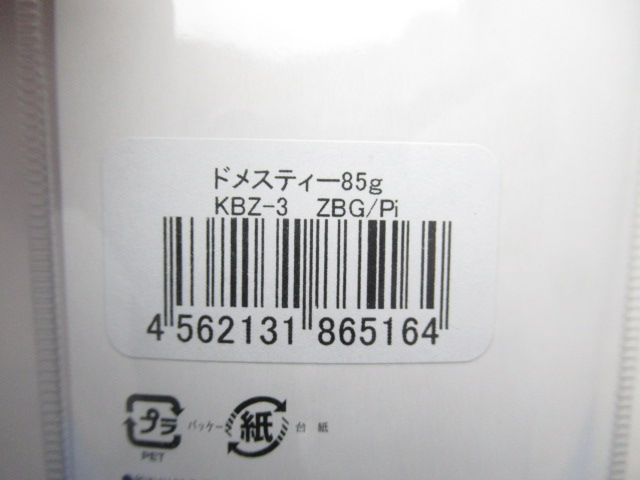 ドメスティー85g
KBZ-3 ZBG/Pi
4 562131 865164
プラ パッケージ 紙 台紙
PET